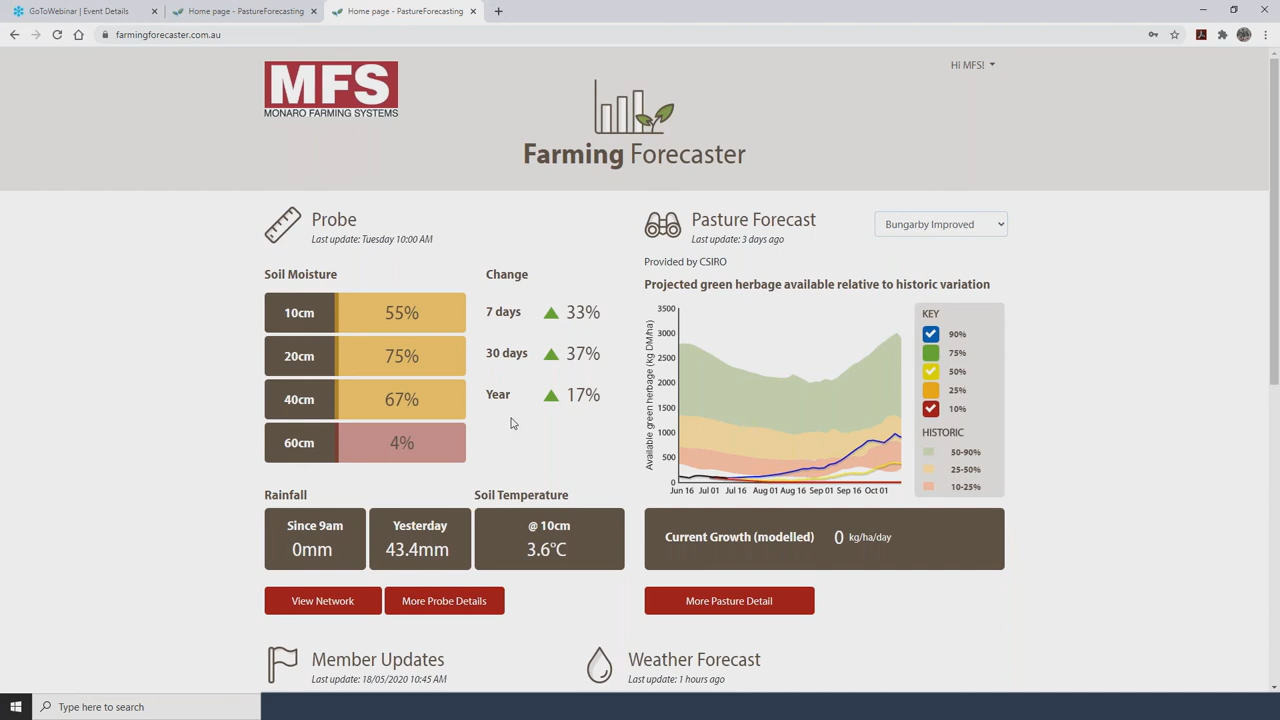 GoToWebinar | Event Details
Home page - PastureForecasting
Home page - PastureForecasting
farmingforecaster.com.au
MFS
MONARO FARMING SYSTEMS
Hi MFS!
Farming Forecaster
Probe
Last update: Tuesday 10:00 AM
Soil Moisture
Change
10cm 55%
20cm 75%
40cm 67%
60cm 4%
7 days 33%
30 days 37%
Year 17%
Rainfall
Soil Temperature
Since 9am
0mm
Yesterday
43.4mm
@ 10cm
3.6°C
View Network
More Probe Details
Pasture Forecast
Last update: 3 days ago
Bungarby Improved
Provided by CSIRO
Projected green herbage available relative to historic variation
Available green herbage (kg DM/ha)
3500
3000
2500
2000
1500
1000
500
0
Jun 16 Jul 01 Jul 16 Aug 01 Aug 16 Sep 01 Sep 16 Oct 01
KEY
90%
75%
50%
25%
10%
HISTORIC
50-90%
25-50%
10-25%
Current Growth (modelled) 0 kg/ha/day
More Pasture Detail
Member Updates
Last update: 18/05/2020 10:45 AM
Weather Forecast
Last update: 1 hours ago
Type here to search